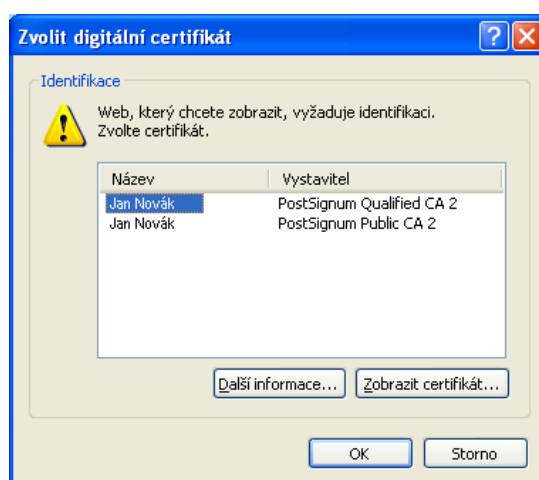 Zvolit digitální certifikát
Identifikace
Web, který chcete zobrazit, vyžaduje identifikaci.
Zvolte certifikát.
Název Vystavitel
Jan Novák PostSignum Qualified CA 2
Jan Novák PostSignum Public CA 2
Další informace... Zobrazit certifikát...
OK Storno